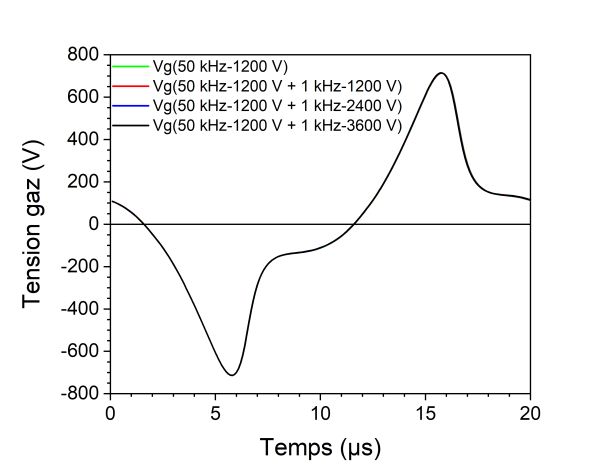 800
600
400
200
0
-200
-400
-600
-800
Tension gaz (V)
Vg(50 kHz-1200 V)
Vg(50 kHz-1200 V + 1 kHz-1200 V)
Vg(50 kHz-1200 V + 1 kHz-2400 V)
Vg(50 kHz-1200 V + 1 kHz-3600 V)
0 5 10 15 20
Temps (µs)